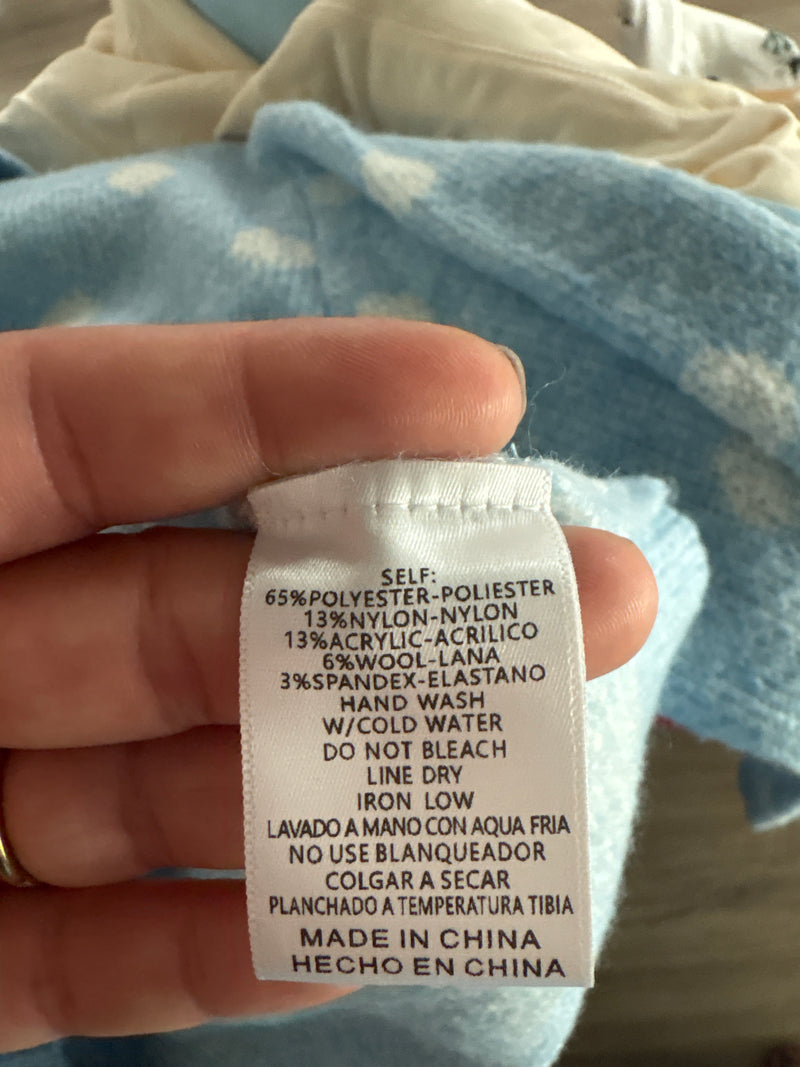 SELF:
65%POLYESTER-POLIESTER
13%NYLON-NYLON
13%ACRYLIC-ACRILICO
6%WOOL-LANA
3%SPANDEX-ELASTANO
HAND WASH
W/COLD WATER
DO NOT BLEACH
LINE DRY
IRON LOW
LAVADO A MANO CON AQUA FRIA
NO USE BLANQUEADOR
COLGAR A SECAR
PLANCHADO A TEMPERATURA TIBIA
MADE IN CHINA
HECHO EN CHINA